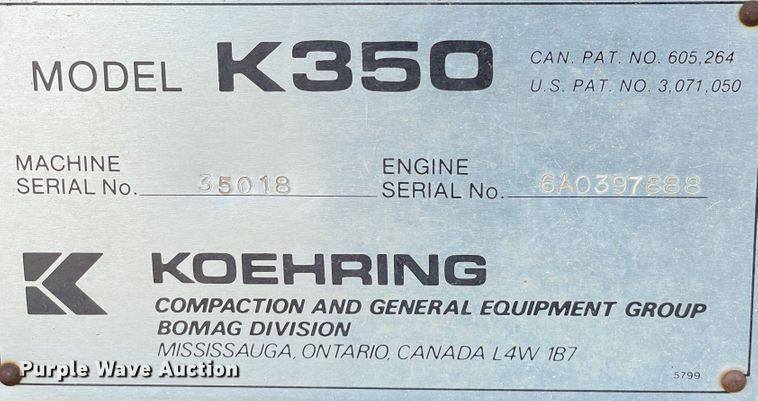 MODEL K350
CAN. PAT. NO. 605,264
U.S. PAT. NO. 3,071,050
MACHINE
SERIAL No. 35018
ENGINE
SERIAL No. 6A0397888
KOEHRING
COMPACTION AND GENERAL EQUIPMENT GROUP
BOMAG DIVISION
MISSISSAUGA, ONTARIO, CANADA L4W 1B7
5799
Purple Wave Auction